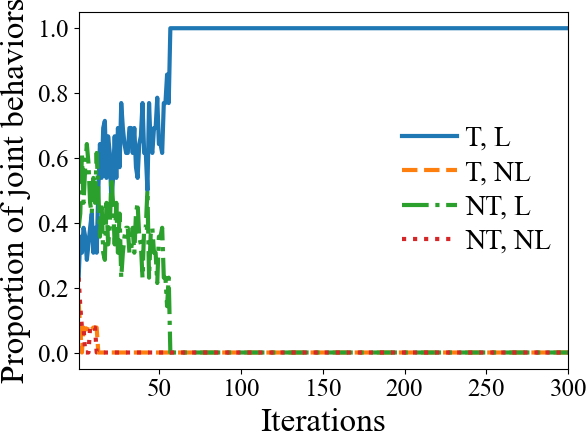 Proportion of joint behaviors
1.0
0.8
0.6
0.4
0.2
0.0
T, L
T, NL
NT, L
NT, NL
50 100 150 200 250 300
Iterations